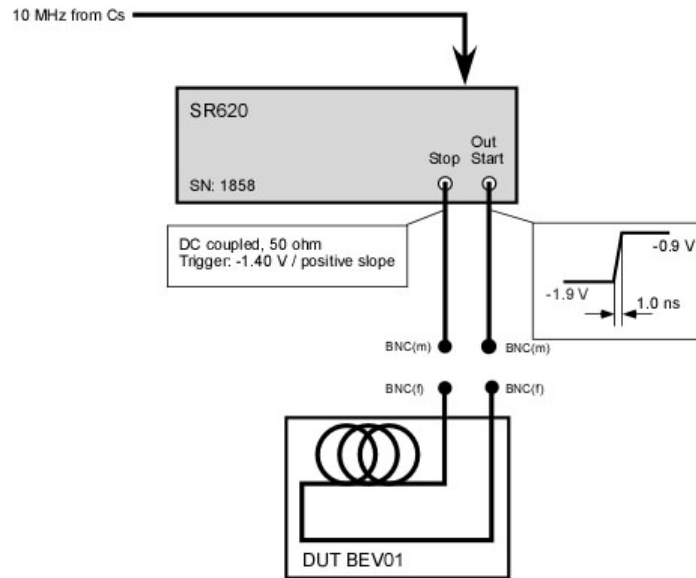 10 MHz from Cs
SR620
Out
Stop Start
SN: 1858
DC coupled, 50 ohm
Trigger: -1.40 V / positive slope
-0.9 V
-1.9 V
1.0 ns
BNC(m) BNC(m)
BNC(f) BNC(f)
DUT BEV01